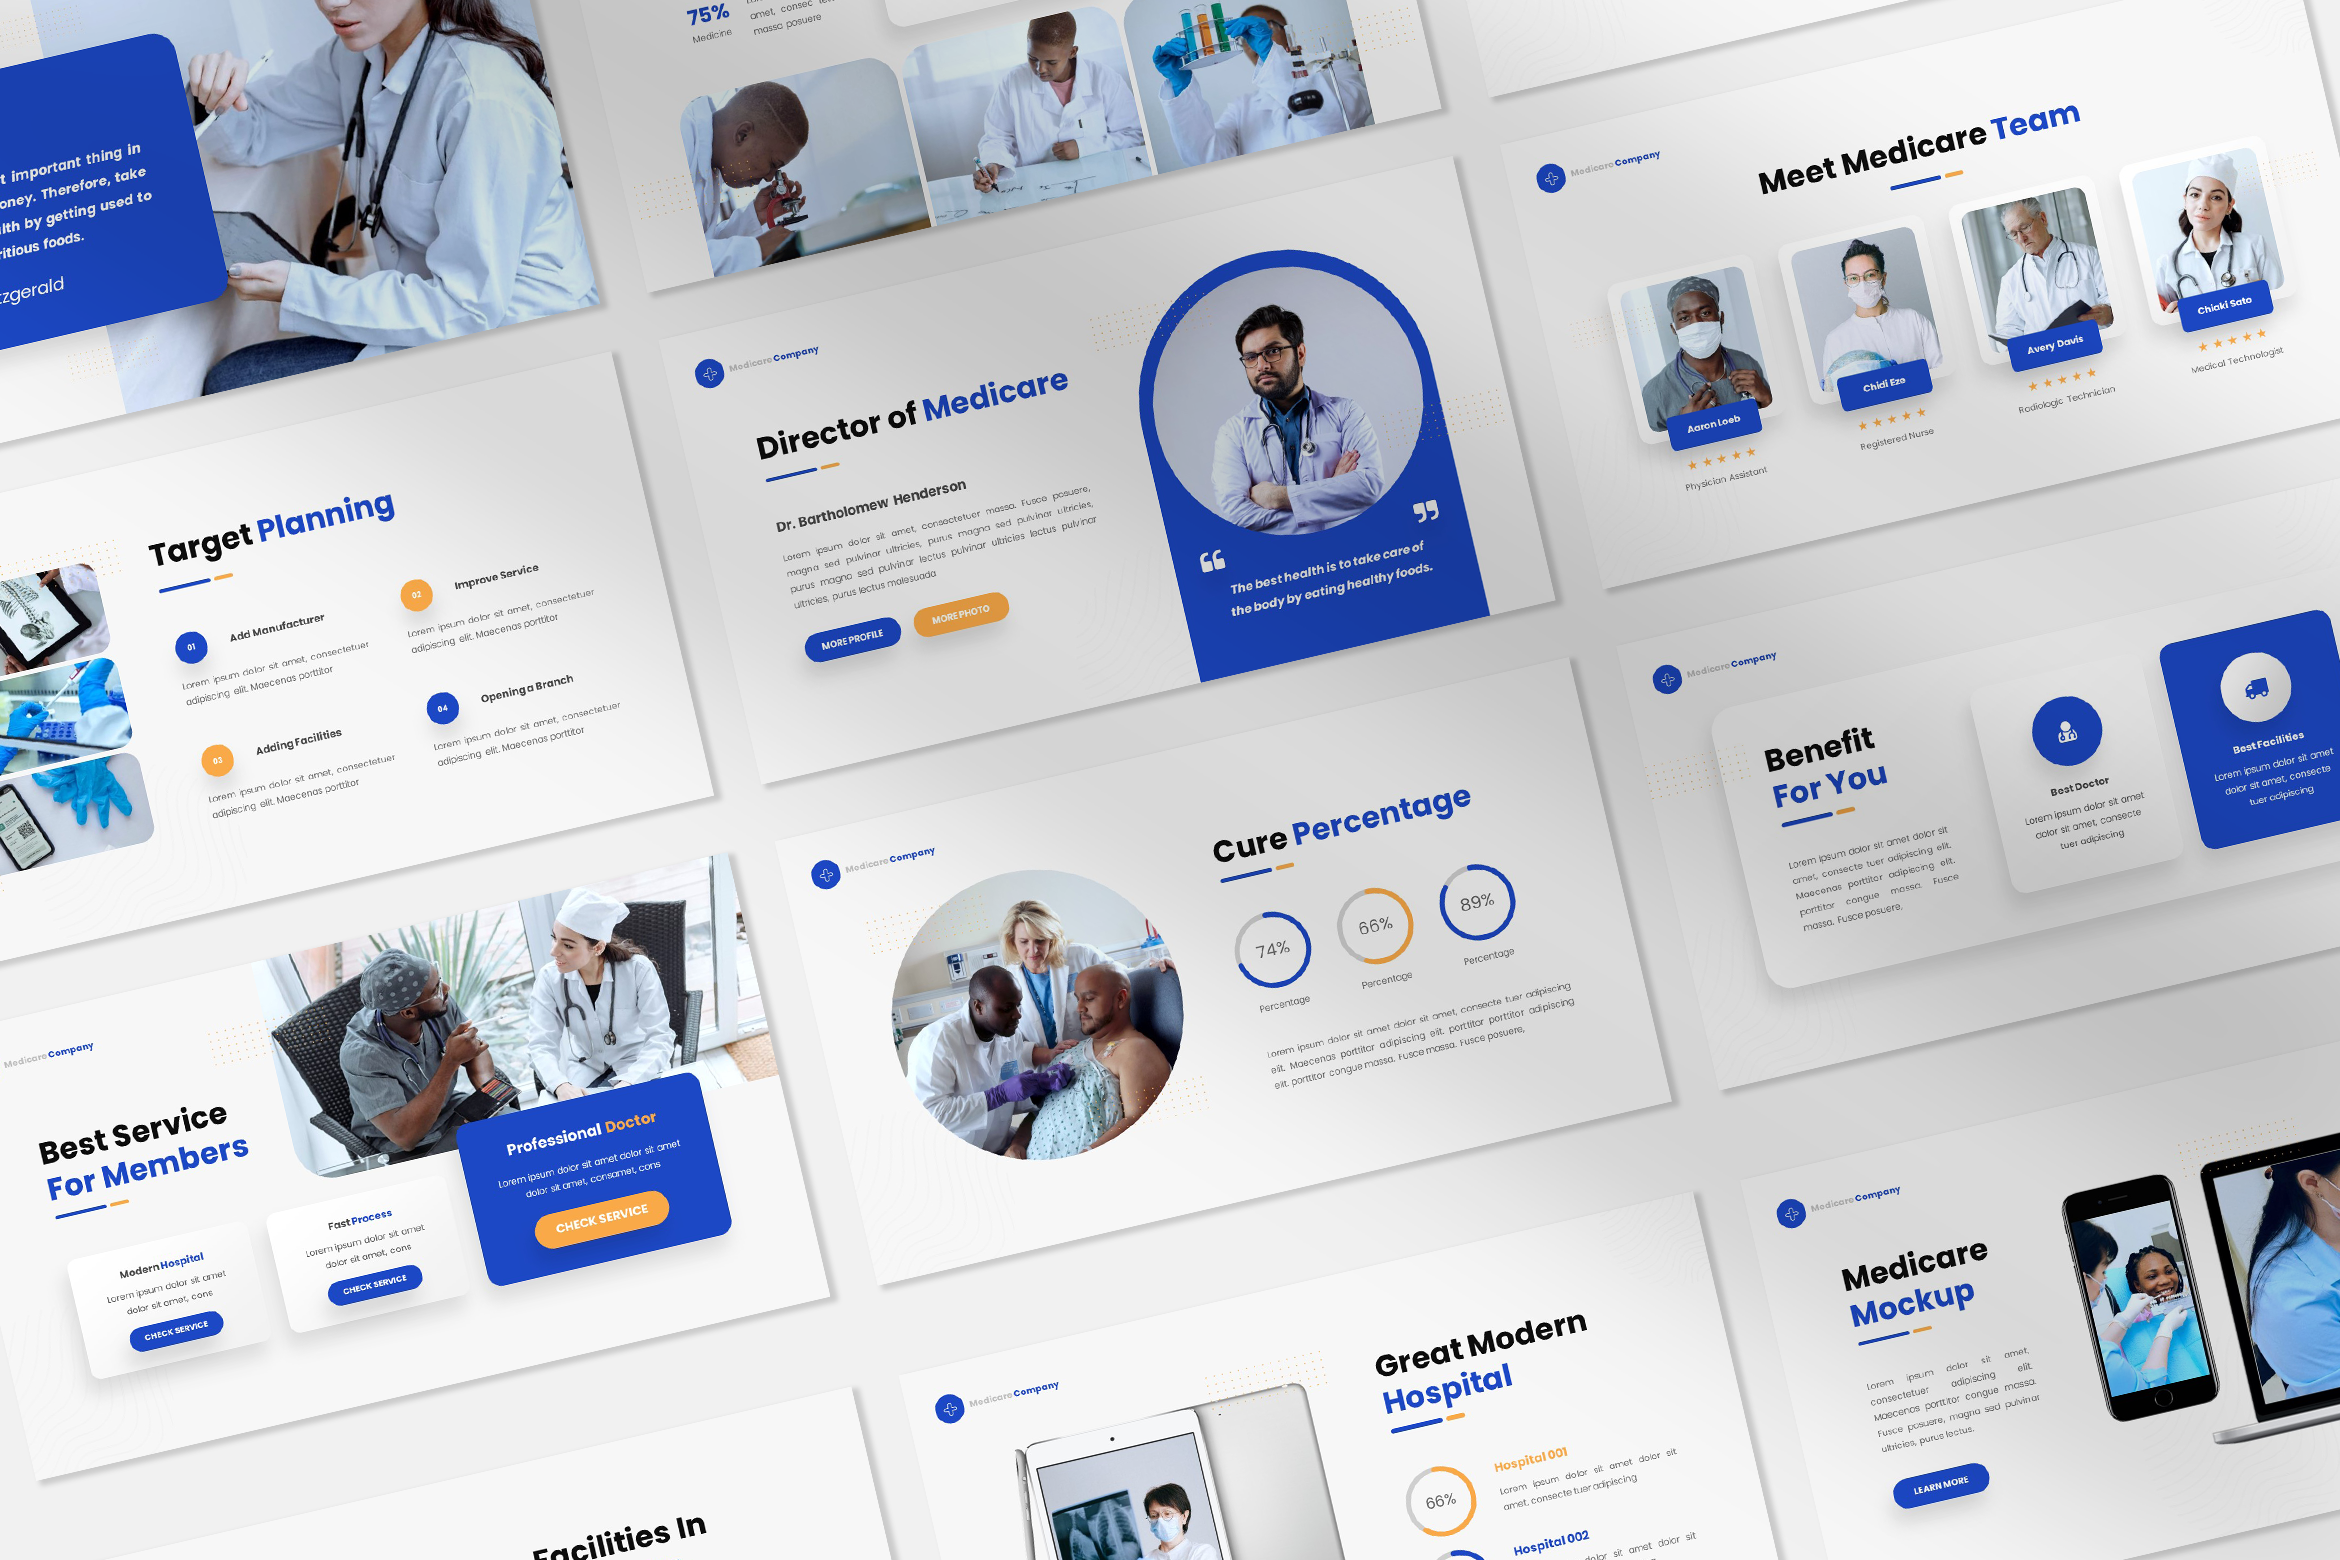 t important thing in
oney. Therefore, take
lth by getting used to
ritious foods.
tzgerald
75%
Medicine
amet, consec
massa posuere
Medicare Company
Meet Medicare Team
Aaron Loeb
Physician Assistant
Chidi Eze
Registered Nurse
Avery Davis
Radiologic Technician
Chiaki Sato
Medical Technologist
Target Planning
01
Add Manufacturer
Lorem ipsum dolor sit amet, consectetuer
adipiscing elit. Maecenas porttitor
02
Improve Service
Lorem ipsum dolor sit amet, consectetuer
adipiscing elit. Maecenas porttitor
03
Adding Facilities
Lorem ipsum dolor sit amet, consectetuer
adipiscing elit. Maecenas porttitor
04
Opening a Branch
Lorem ipsum dolor sit amet, consectetuer
adipiscing elit. Maecenas porttitor
Medicare Company
Director of Medicare
Dr. Bartholomew Henderson
Lorem ipsum dolor sit amet, consectetuer massa. Fusce posuere,
magna sed pulvinar ultricies, purus magna sed pulvinar ultricies,
purus magna sed pulvinar lectus pulvinar ultricies lectus pulvinar
ultricies, purus lectus malesuada
MORE PROFILE
MORE PHOTO
“
”
The best health is to take care of
the body by eating healthy foods.
Medicare Company
Benefit
For You
Lorem ipsum dolor sit amet dolor sit
amet, consecte tuer adipiscing elit.
Maecenas porttitor adipiscing elit.
porttitor congue massa. Fusce
massa. Fusce posuere,
Best Doctor
Lorem ipsum dolor sit amet
dolor sit amet, consecte
tuer adipiscing
Best Facilities
Lorem ipsum dolor sit amet
dolor sit amet, consecte
tuer adipiscing
Medicare Company
Best Service
For Members
Modern Hospital
Lorem ipsum dolor sit amet
dolor sit amet, cons
CHECK SERVICE
Fast Process
Lorem ipsum dolor sit amet
dolor sit amet, cons
CHECK SERVICE
Professional Doctor
Lorem ipsum dolor sit amet dolor sit amet
dolor sit amet, consamet, cons
CHECK SERVICE
Medicare Company
Cure Percentage
74%
Percentage
66%
Percentage
89%
Percentage
Lorem ipsum dolor sit amet dolor sit amet, consecte tuer adipiscing
elit. Maecenas porttitor adipiscing elit. porttitor porttitor adipiscing
elit. porttitor congue massa. Fusce massa. Fusce posuere,
Medicare Company
Medicare
Mockup
Lorem ipsum dolor sit amet,
consectetuer adipiscing elit.
Maecenas porttitor congue massa.
Fusce posuere, magna sed pulvinar
ultricies, purus lectus.
LEARN MORE
Facilities In
Medicare Company
Great Modern
Hospital
66%
Hospital 001
Lorem ipsum dolor sit amet dolor sit
amet, consecte tuer adipiscing
Hospital 002
dolor sit amet dolor sit